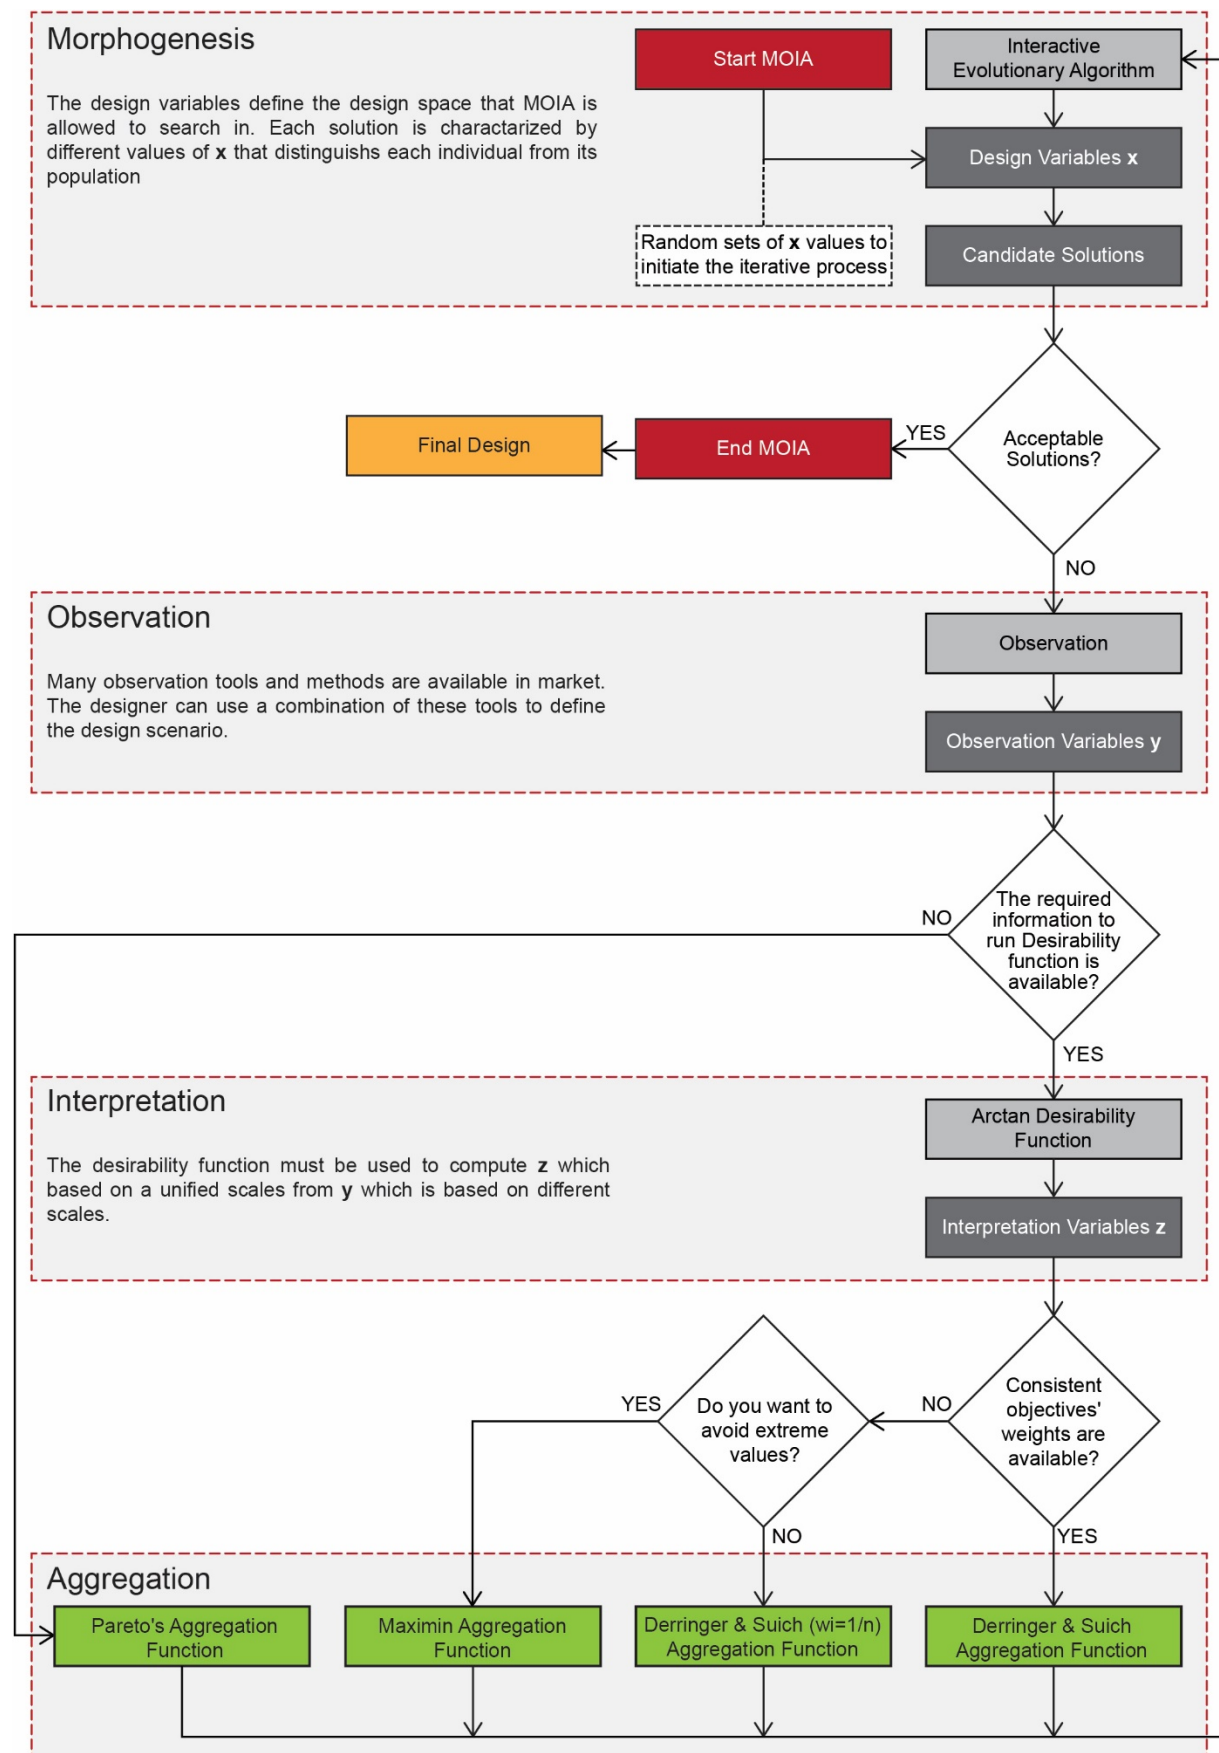 Morphogenesis
The design variables define the design space that MOIA is
allowed to search in. Each solution is charactarized by
different values of x that distinguishs each individual from its
population
Start MOIA
Interactive
Evolutionary Algorithm
Design Variables x
Random sets of x values to
initiate the iterative process
Candidate Solutions
Acceptable
Solutions?
YES
End MOIA
Final Design
NO
Observation
Many observation tools and methods are available in market.
The designer can use a combination of these tools to define
the design scenario.
Observation
Observation Variables y
The required
information to
run Desirability
function is
available?
NO
YES
Interpretation
The desirability function must be used to compute z which
based on a unified scales from y which is based on different
scales.
Arctan Desirability
Function
Interpretation Variables z
Consistent
objectives'
weights are
available?
NO
Do you want to
avoid extreme
values?
YES
NO
YES
Aggregation
Pareto's Aggregation
Function
Maximin Aggregation
Function
Derringer & Suich (wi=1/n)
Aggregation Function
Derringer & Suich
Aggregation Function